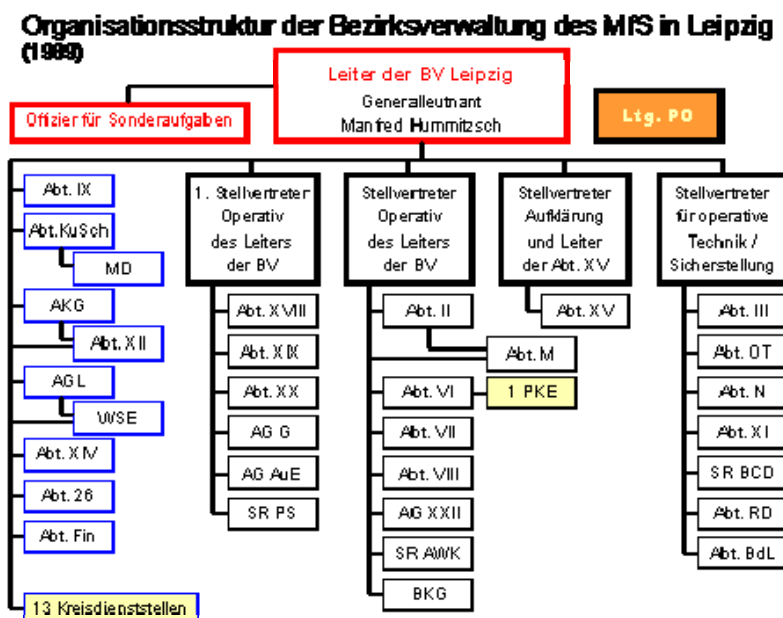 Organisationsstruktur der Bezirksverwaltung des MfS in Leipzig
(1989)
Leiter der BV Leipzig
Generalleutnant
Manfred Hummitzsch
Offizier für Sonderaufgaben
Ltg. PO
Abt. IX
Abt. KuSch
MD
AKG
Abt. XII
AGL
WSE
Abt. XIV
Abt. 26
Abt. Fin
13 Kreisdienststellen
1. Stellvertreter
Operativ
des Leiters
der BV
Abt. XVIII
Abt. XIX
Abt. XX
AG G
AG AuE
SR PS
Stellvertreter
Operativ
des Leiters
der BV
Abt. II
Abt. M
Abt. VI
1 PKE
Abt. VII
Abt. VIII
AG XXII
SR AWK
BKG
Stellvertreter
Aufklärung
und Leiter
der Abt. XV
Abt. XV
Stellvertreter
für operative
Technik /
Sicherstellung
Abt. III
Abt. OT
Abt. N
Abt. XI
SR BCD
Abt. RD
Abt. BdL